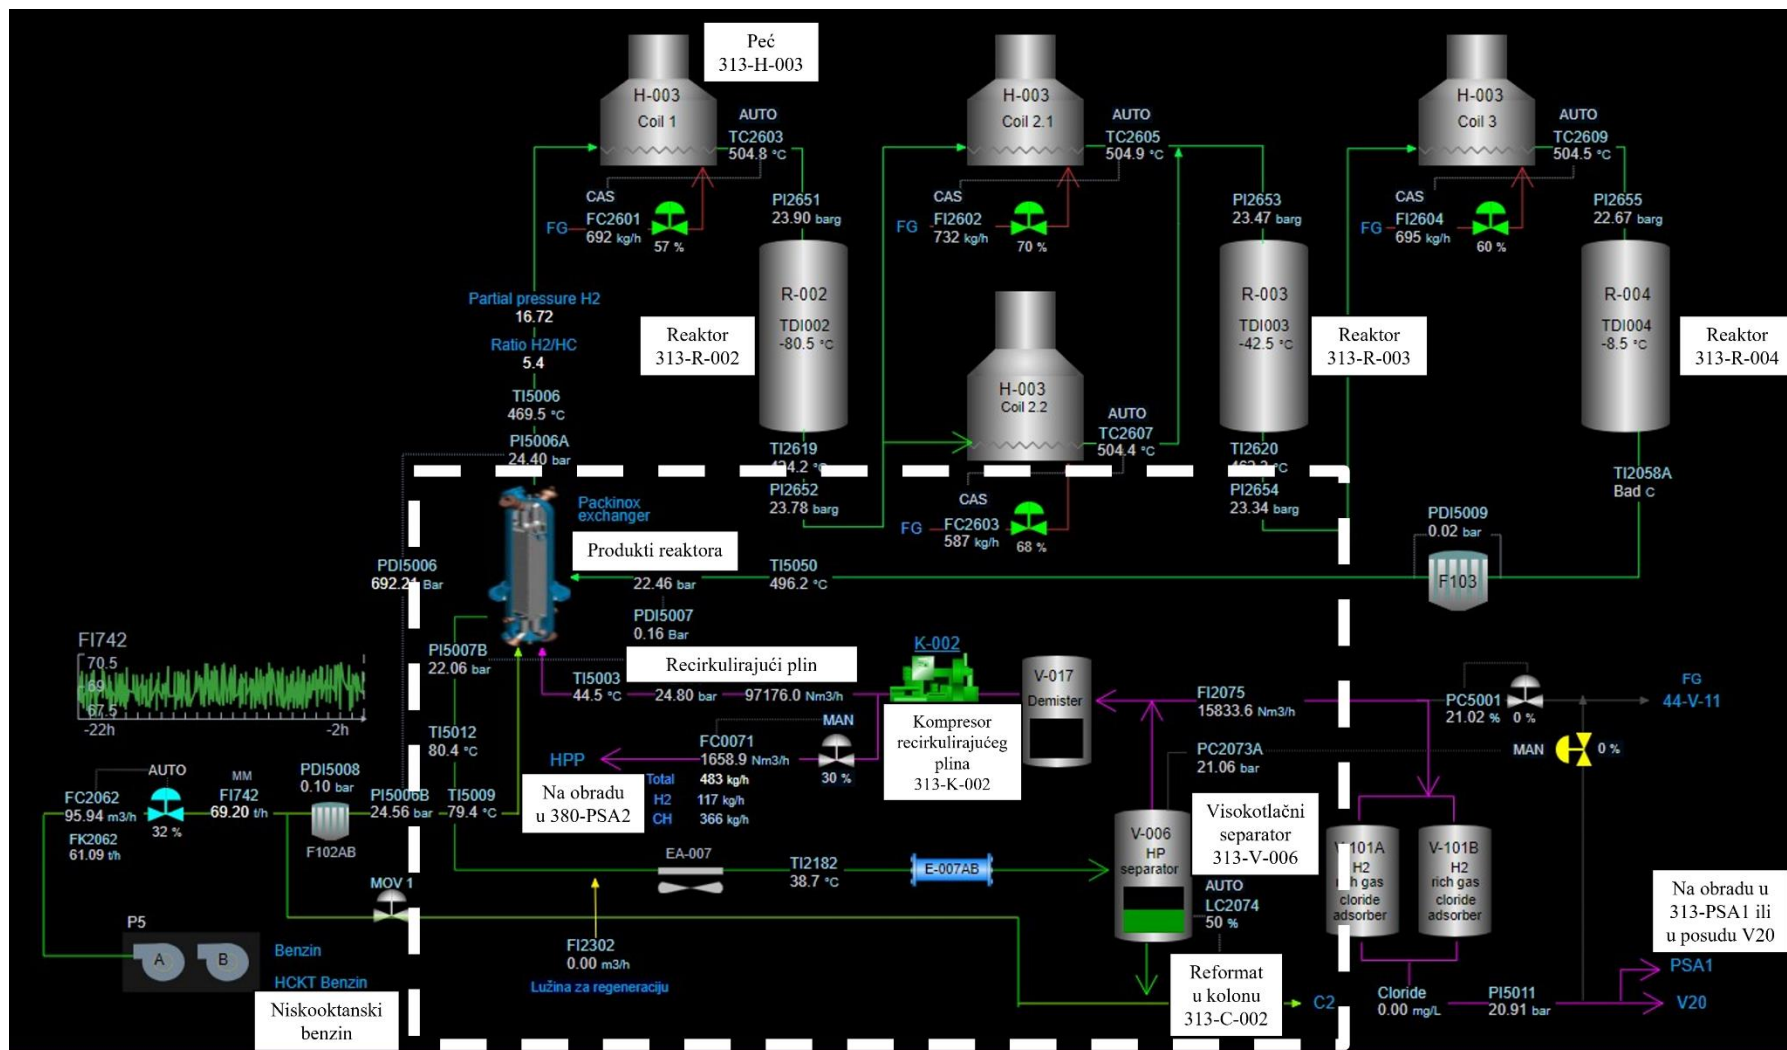 Peć
313-H-003
H-003
Coil 1
AUTO
TC2603
504.8 °C
CAS
FC2601
FG
692 kg/h
57 %
H-003
Coil 2.1
AUTO
TC2605
504.9 °C
CAS
FI2602
FG
732 kg/h
70 %
H-003
Coil 3
AUTO
TC2609
504.5 °C
CAS
FI2604
FG
695 kg/h
60 %
PI2651
23.90 barg
PI2653
23.47 barg
PI2655
22.67 barg
R-002
TDI002
-80.5 °C
Reaktor
313-R-002
R-003
TDI003
-42.5 °C
Reaktor
313-R-003
R-004
TDI004
-8.5 °C
Reaktor
313-R-004
Partial pressure H2
16.72
Ratio H2/HC
5.4
TI5006
469.5 °C
PI5006A
24.40 bar
H-003
Coil 2.2
AUTO
TC2607
504.4 °C
CAS
FC2603
FG
587 kg/h
68 %
TI2619
PI2652
23.78 barg
TI2620
PI2654
23.34 barg
TI2058A
Bad C
PDI5009
0.02 bar
F103
Packinox
exchanger
Produkti reaktora
22.46 bar
TI5050
496.2 °C
PDI5006
Bar
PDI5007
0.16 Bar
PI5007B
22.06 bar
Recirkulirajući plin
TI5003
44.5 °C
24.80 bar
97176.0 Nm3/h
K-002
Kompresor
recirkulirajućeg
plina
313-K-002
V-017
Demister
FI2075
15833.6 Nm3/h
PC5001
21.02 %
0 %
FG
44-V-11
PC2073A
21.06 bar
MAN
0 %
FI742
70.5
69
67.5
-22h
-2h
TI5012
80.4 °C
HPP
FC0071
1658.9 Nm3/h
MAN
30 %
Total 483 kg/h
H2 117 kg/h
CH 366 kg/h
Na obradu
u 380-PSA2
AUTO
FC2062
95.94 m3/h
32 %
FK2062
61.09 t/h
MM
FI742
69.20 t/h
PDI5008
0.10 bar
F102AB
PI5006B
24.56 bar
TI5009
79.4 °C
EA-007
TI2182
38.7 °C
E-007AB
V-006
HP
separator
Visokotlačni
separator
313-V-006
AUTO
LC2074
50 %
V-101A
H2
rich gas
cloride
adsorber
V-101B
H2
rich gas
cloride
adsorber
Na obradu u
313-PSA1 ili
u posudu V20
MOV 1
P5
A
B
Benzin
HCKT Benzin
Niskooktanski
benzin
FI2302
0.00 m3/h
Lužina za regeneraciju
Reformat
u kolonu
313-C-002
C2
Cloride
0.00 mg/L
PI5011
20.91 bar
PSA1
V20